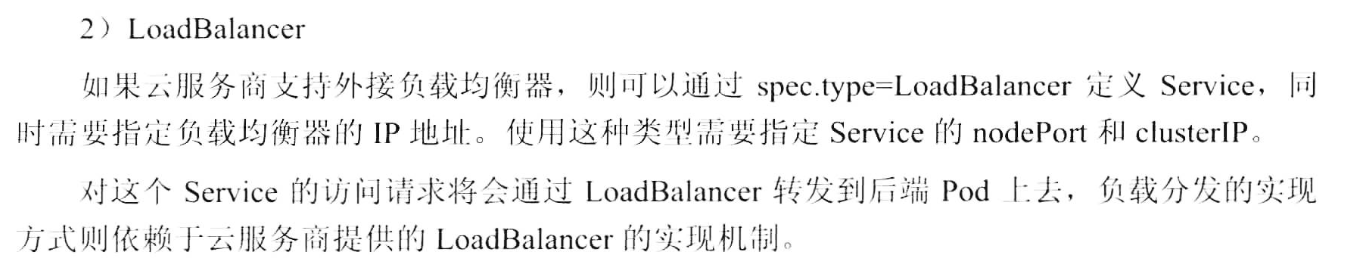 2）LoadBalancer
如果云服务商支持外接负载均衡器，则可以通过 spec.type=LoadBalancer 定义 Service，同
时需要指定负载均衡器的 IP 地址。使用这种类型需要指定 Service 的 nodePort 和 clusterIP。
对这个 Service 的访问请求将会通过 LoadBalancer 转发到后端 Pod 上去，负载分发的实现
方式则依赖于云服务商提供的 LoadBalancer 的实现机制。